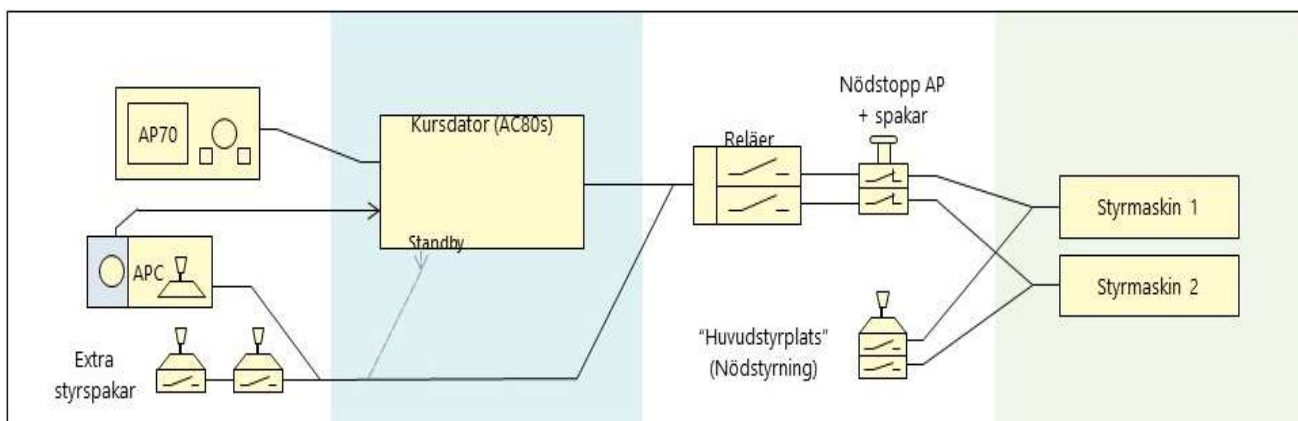 AP70
Kursdator (AC80s)
Standby
APC
Extra
styrspakar
Reläer
Nödstopp AP
+ spakar
"Huvudstyrplats"
(Nödstyrning)
Styrmaskin 1
Styrmaskin 2